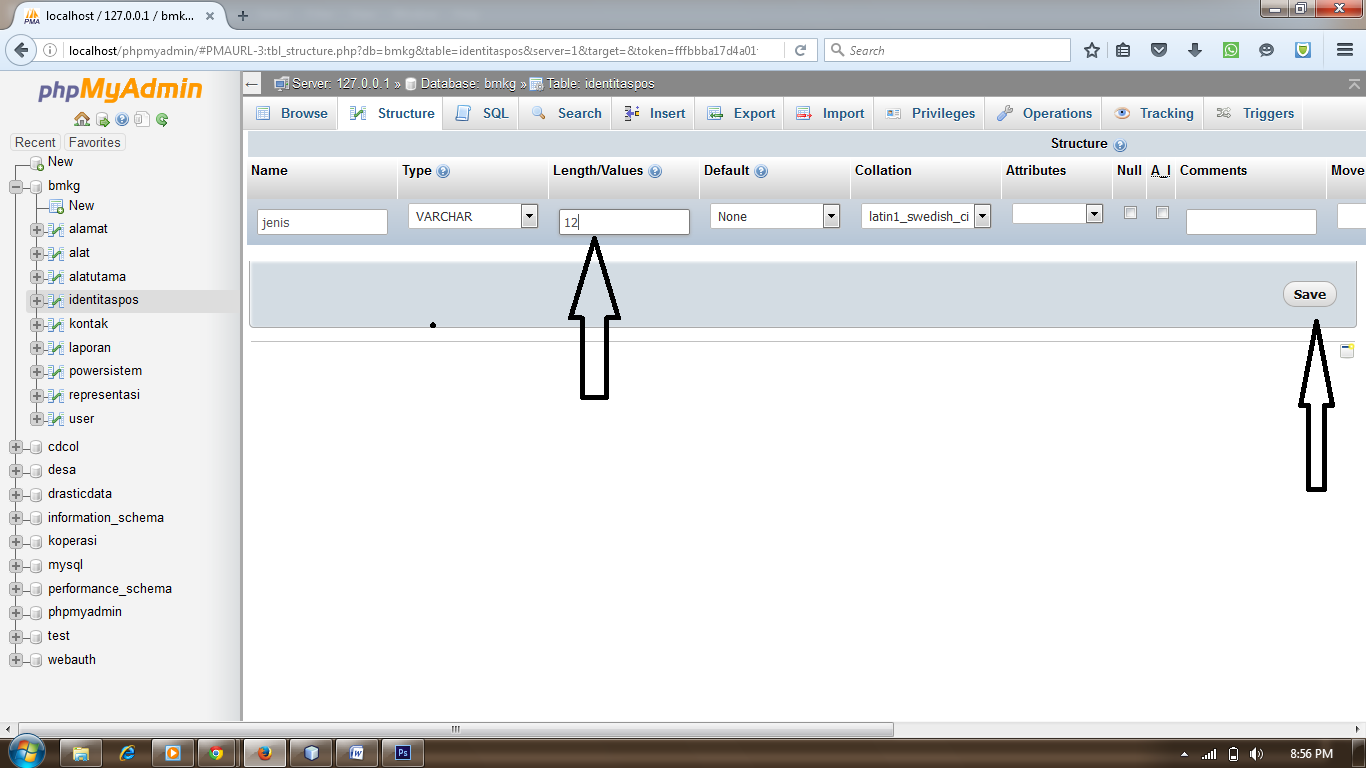 localhost / 127.0.0.1 / bmk...
localhost/phpmyadmin/#PMAURL-3:tbl_structure.php?db=bmkg&table=identitaspos&server=1&target=&token=fffbbba17d4a01
Search
phpMyAdmin
Recent Favorites
New
bmkg
New
alamat
alat
alatutama
identitaspos
kontak
laporan
powersistem
representasi
user
cdcol
desa
drasticdata
information_schema
koperasi
mysql
performance_schema
phpmyadmin
test
webauth
Server: 127.0.0.1 » Database: bmkg » Table: identitaspos
Browse Structure SQL Search Insert Export Import Privileges Operations Tracking Triggers
Structure
Name Type Length/Values Default Collation Attributes Null A_I Comments Move
jenis VARCHAR 12 None latin1_swedish_ci
Save
8:56 PM